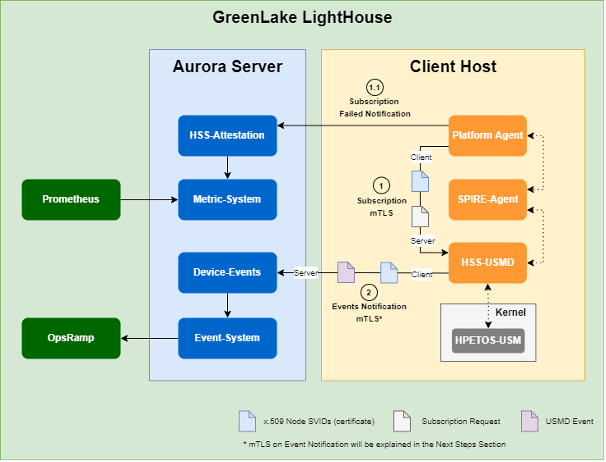 GreenLake LightHouse
Aurora Server
Client Host
1.1
Subscription
Failed Notification
HSS-Attestation
Platform Agent
Client
Prometheus
Metric-System
1
Subscription
mTLS
SPIRE-Agent
Server
Device-Events
Server
Client
HSS-USMD
2
Events Notification
mTLS*
Kernel
OpsRamp
Event-System
HPETOS-USM
x.509 Node SVIDs (certificate)
Subscription Request
USMD Event
* mTLS on Event Notification will be explained in the Next Steps Section